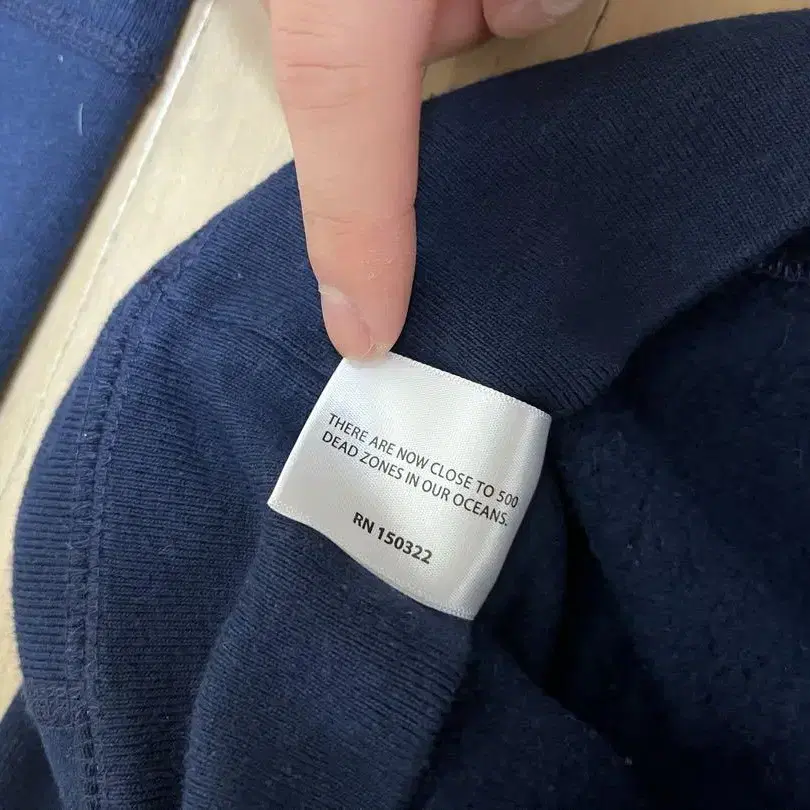 THERE ARE NOW CLOSE TO 500
DEAD ZONES IN OUR OCEANS.
RN 150322